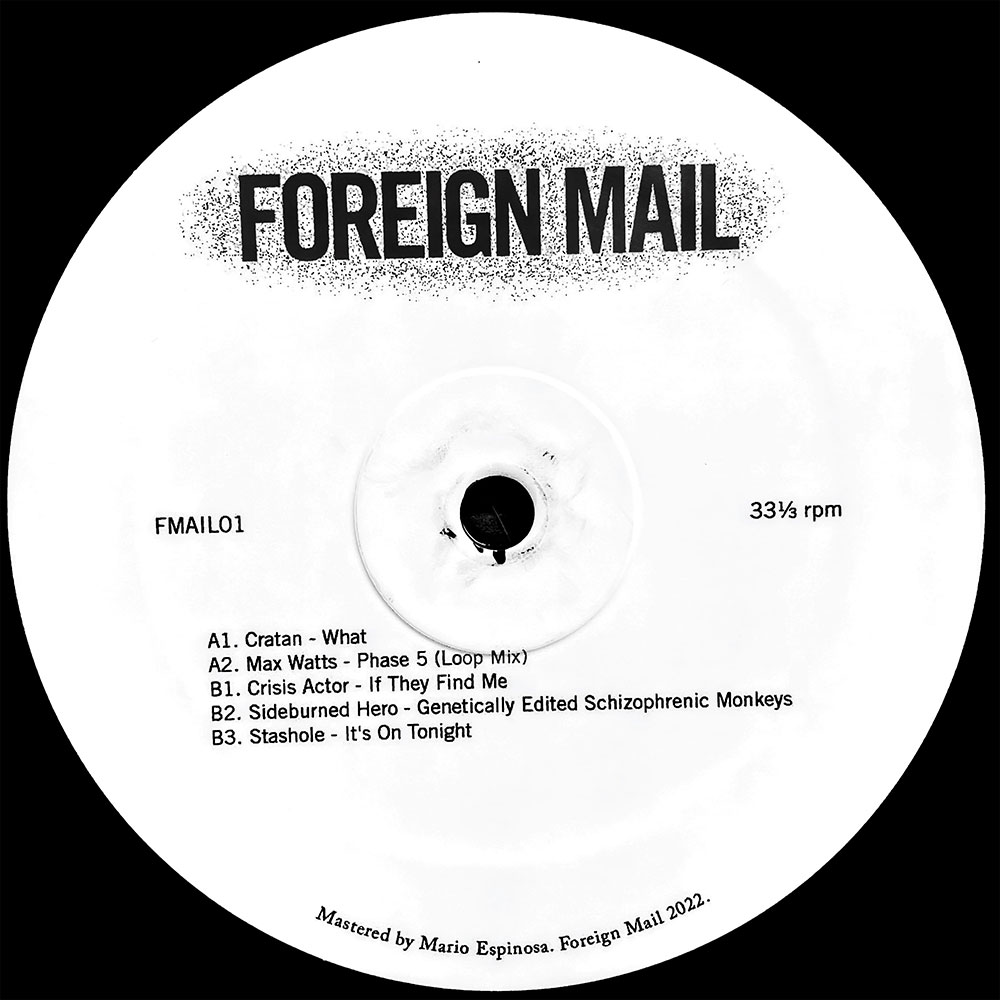 FOREIGN MAIL
FMAIL01
33⅓ rpm
A1. Cratan - What
A2. Max Watts - Phase 5 (Loop Mix)
B1. Crisis Actor - If They Find Me
B2. Sideburned Hero - Genetically Edited Schizophrenic Monkeys
B3. Stashole - It's On Tonight
Mastered by Mario Espinosa. Foreign Mail 2022.